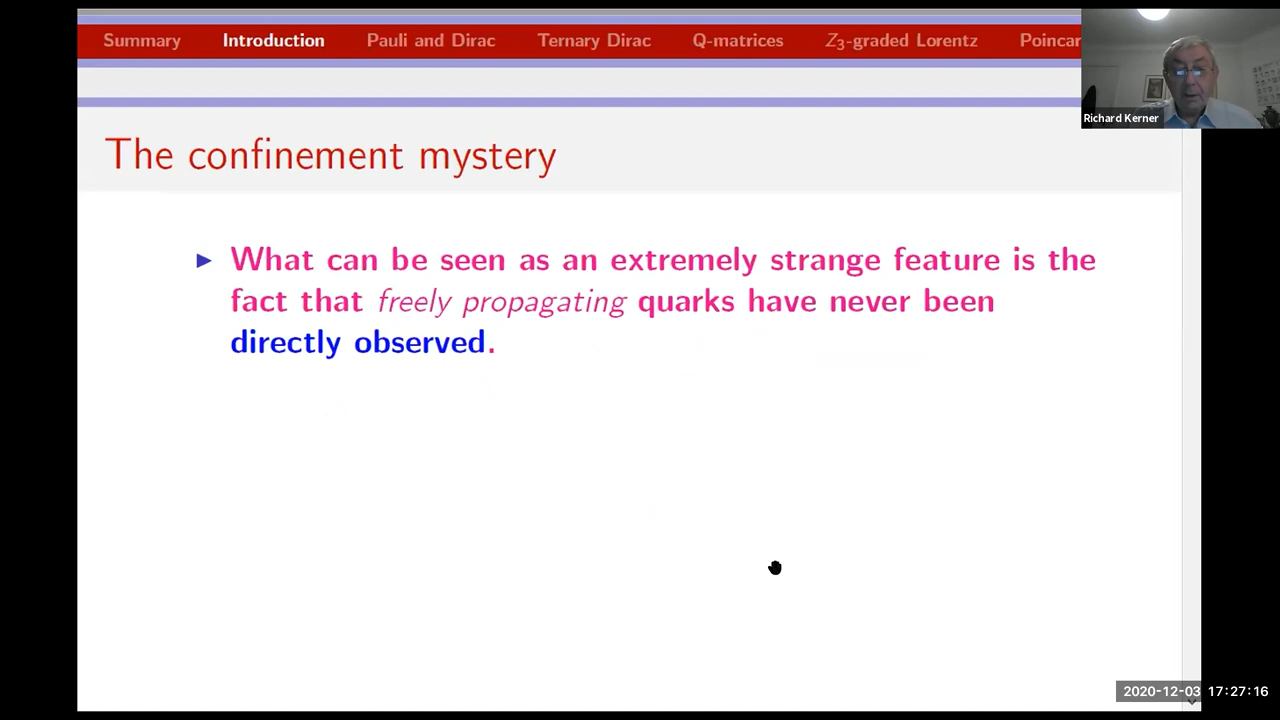 Summary Introduction Pauli and Dirac Ternary Dirac Q-matrices Z₃-graded Lorentz Poincar
Richard Kerner
The confinement mystery
What can be seen as an extremely strange feature is the
fact that freely propagating quarks have never been
directly observed.
2020-12-03 17:27:16